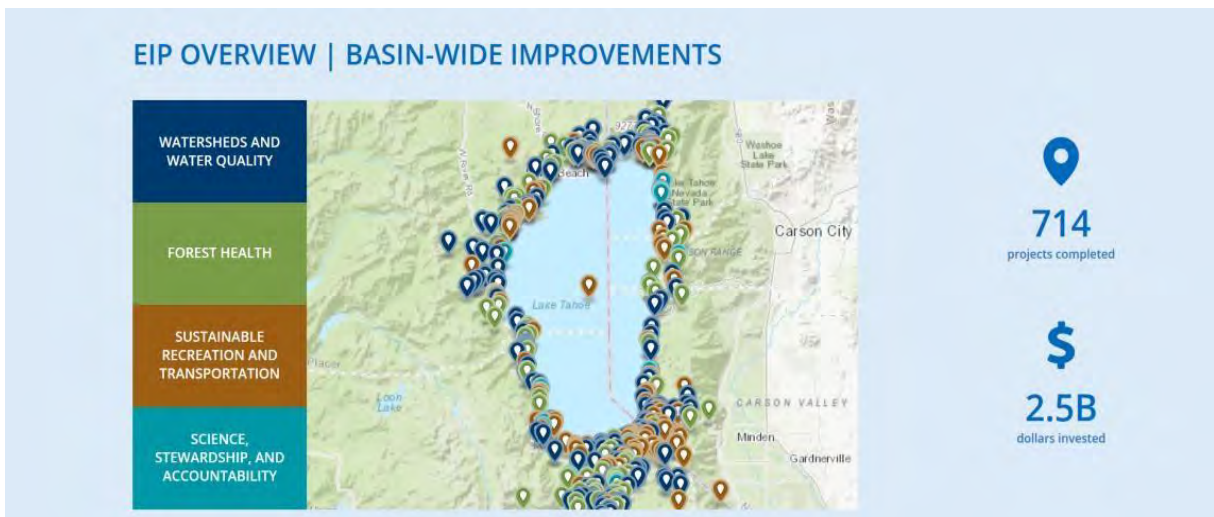 EIP OVERVIEW | BASIN-WIDE IMPROVEMENTS
WATERSHEDS AND
WATER QUALITY
FOREST HEALTH
SUSTAINABLE
RECREATION AND
TRANSPORTATION
SCIENCE,
STEWARDSHIP, AND
ACCOUNTABILITY
Beach
Washoe
Lake
State Park
Nevada
State Park
Carson City
Lake Tahoe
Placer
Loon
Lake
CARSON VALLEY
Minden
Gardnerville
714
projects completed
$
2.5B
dollars invested